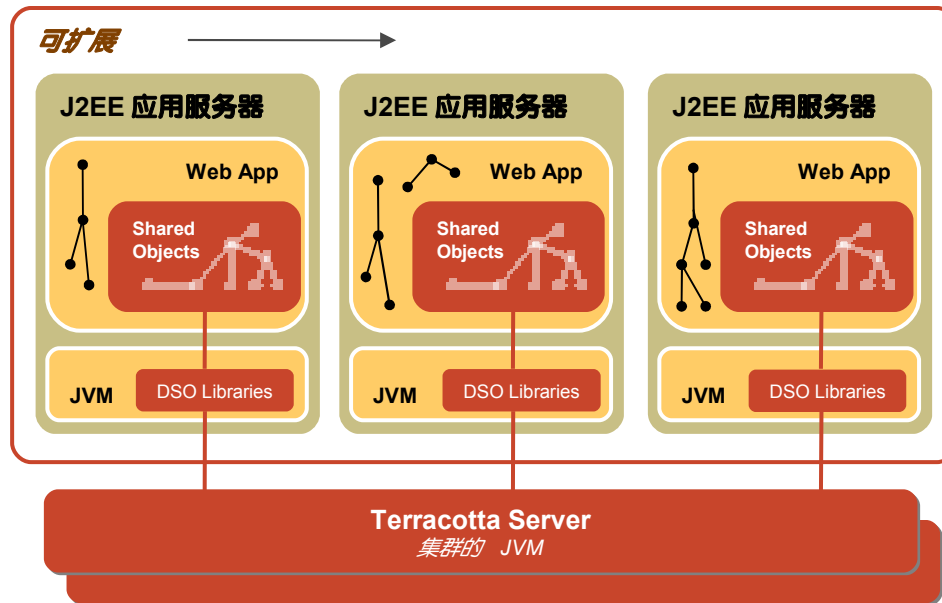 可扩展
J2EE 应用服务器
Web App
Shared
Objects
JVM
DSO Libraries
J2EE 应用服务器
Web App
Shared
Objects
JVM
DSO Libraries
J2EE 应用服务器
Web App
Shared
Objects
JVM
DSO Libraries
Terracotta Server
集群的 JVM